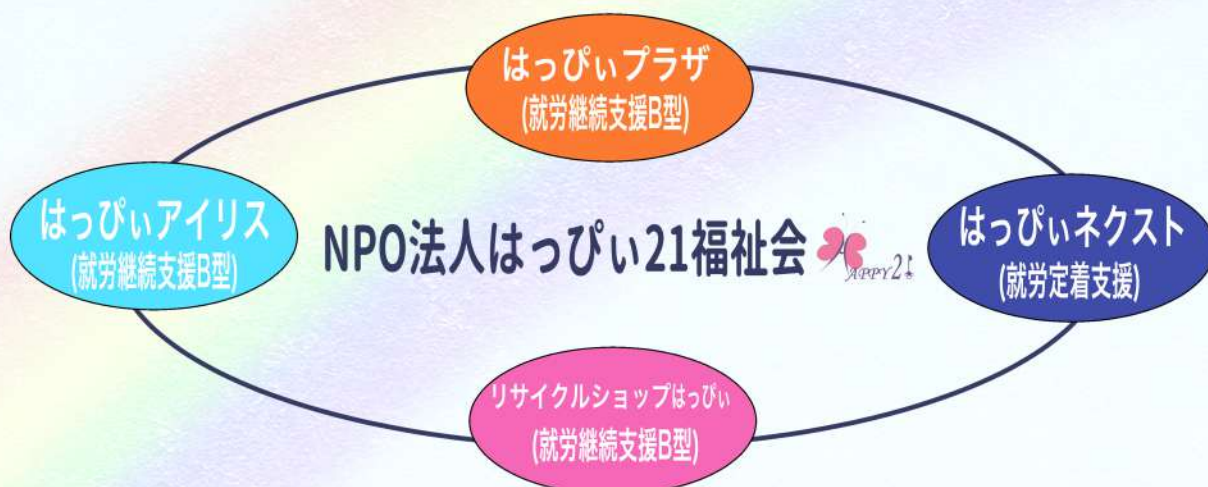 はっぴぃプラザ
(就労継続支援B型)
はっぴぃアイリス
(就労継続支援B型)
NPO法人はっぴぃ21福祉会
HAPPY21
はっぴぃネクスト
(就労定着支援)
リサイクルショップはっぴぃ
(就労継続支援B型)